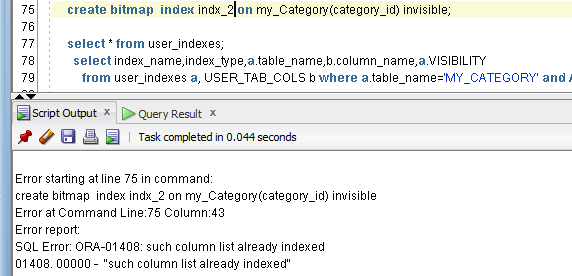 75 create bitmap index indx_2 on my_Category(category_id) invisible;
76
77 select * from user_indexes;
78 select index_name,index_type,a.table_name,b.column_name,a.VISIBILITY
79 from user_indexes a, USER_TAB_COLS b where a.table_name='MY_CATEGORY' and
Script Output x Query Result x
Task completed in 0.044 seconds
Error starting at line 75 in command:
create bitmap index indx_2 on my_Category(category_id) invisible
Error at Command Line:75 Column:43
Error report:
SQL Error: ORA-01408: such column list already indexed
01408. 00000 - "such column list already indexed"